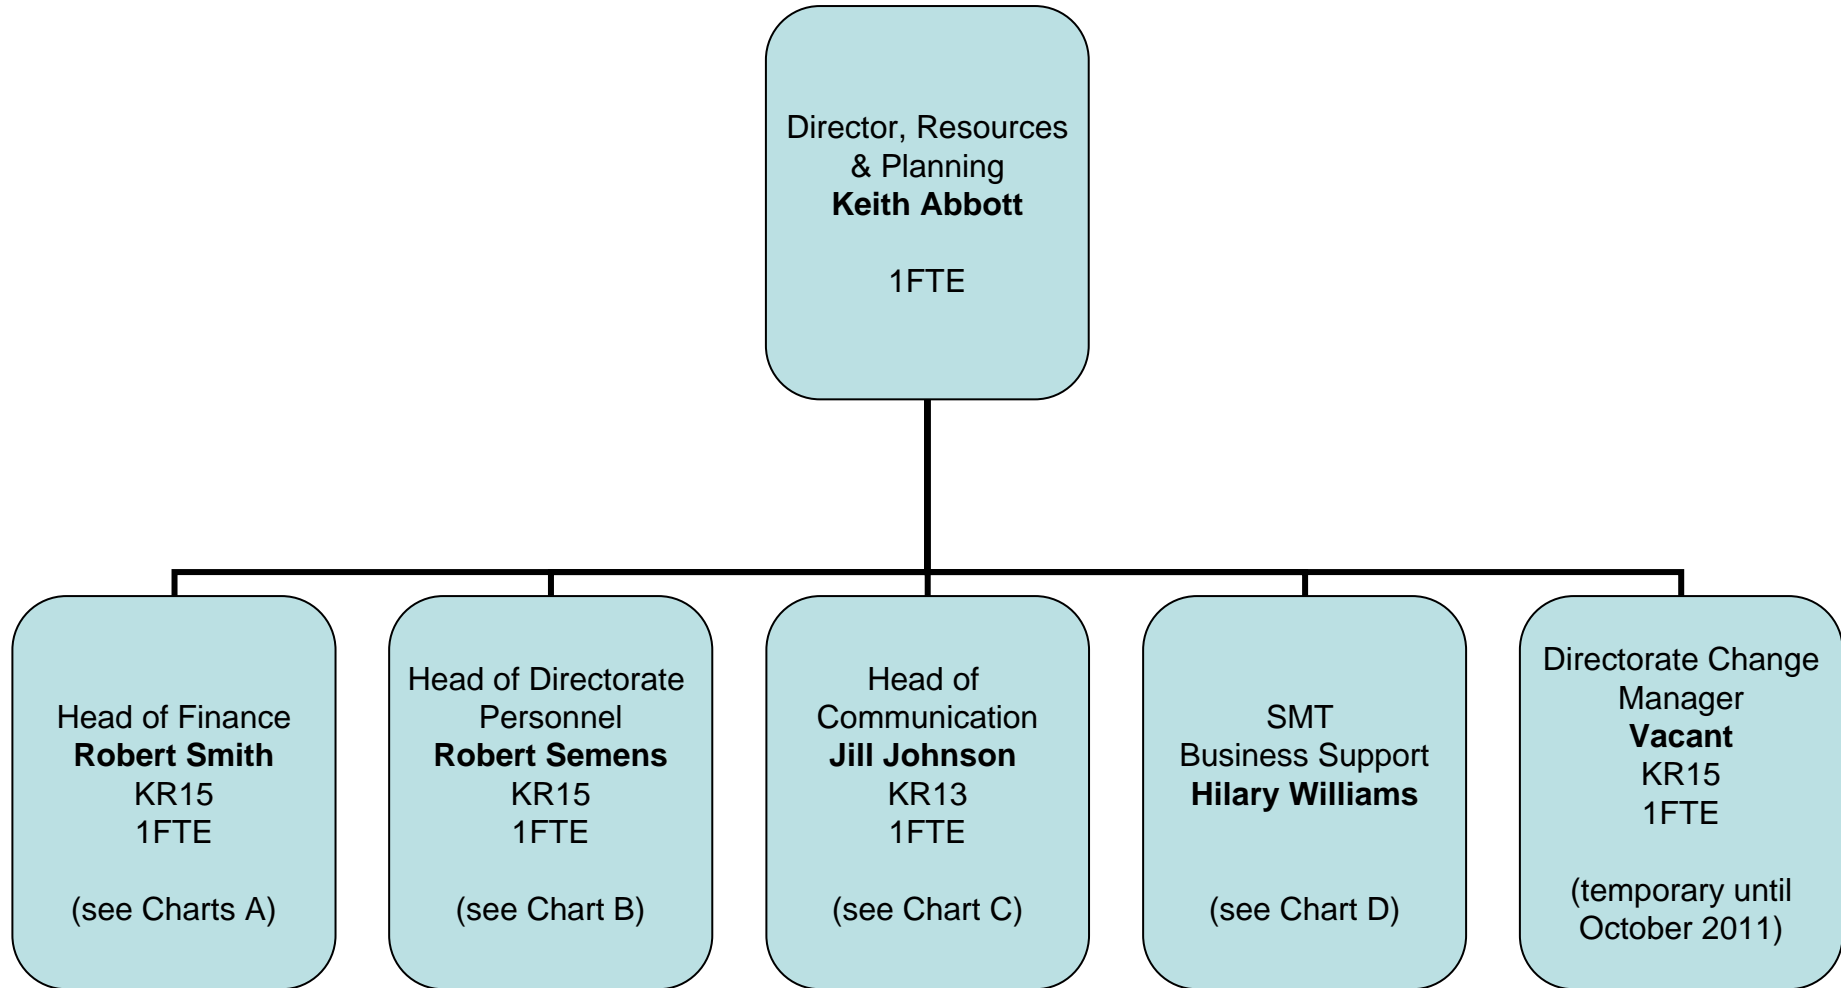 Director, Resources
& Planning
Keith Abbott
1FTE
Head of Finance
Robert Smith
KR15
1FTE
(see Charts A)
Head of Directorate
Personnel
Robert Semens
KR15
1FTE
(see Chart B)
Head of
Communication
Jill Johnson
KR13
1FTE
(see Chart C)
SMT
Business Support
Hilary Williams
(see Chart D)
Directorate Change
Manager
Vacant
KR15
1FTE
(temporary until
October 2011)